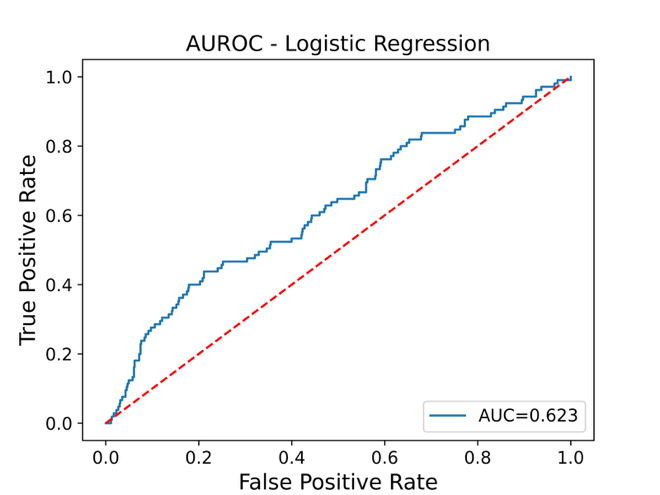 AUROC - Logistic Regression
True Positive Rate
1.0
0.8
0.6
0.4
0.2
0.0
AUC=0.623
0.0 0.2 0.4 0.6 0.8 1.0
False Positive Rate